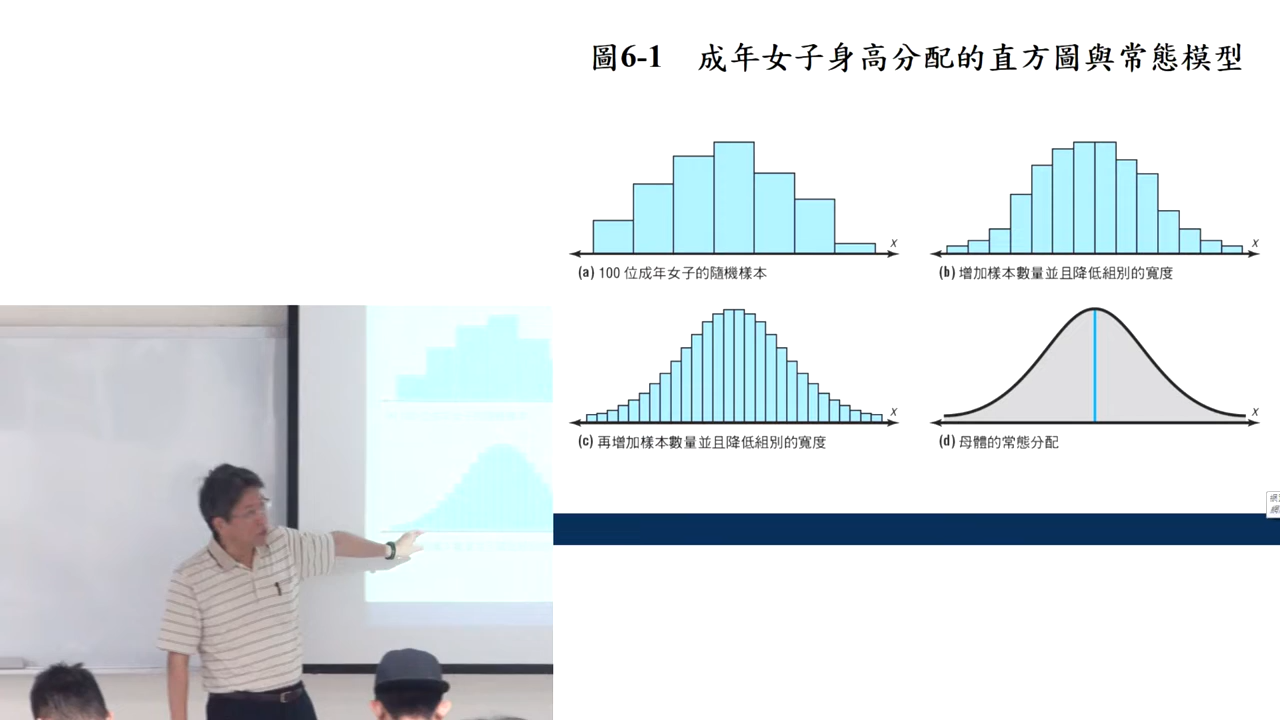 圖6-1 成年女子身高分配的直方圖與常態模型
x
(a) 100 位成年女子的隨機樣本
x
(b) 增加樣本數量並且降低組別的寬度
x
(c) 再增加樣本數量並且降低組別的寬度
x
(d) 母體的常態分配